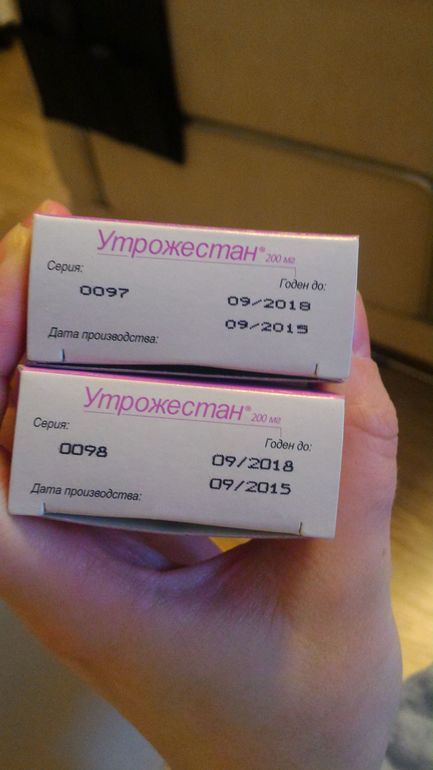 Утрожестан® 200 мг
Серия:
Годен до:
0097
09/2018
09/2015
Дата производства:
Утрожестан® 200 мг
Серия:
Годен до:
0098
09/2018
09/2015
Дата производства: